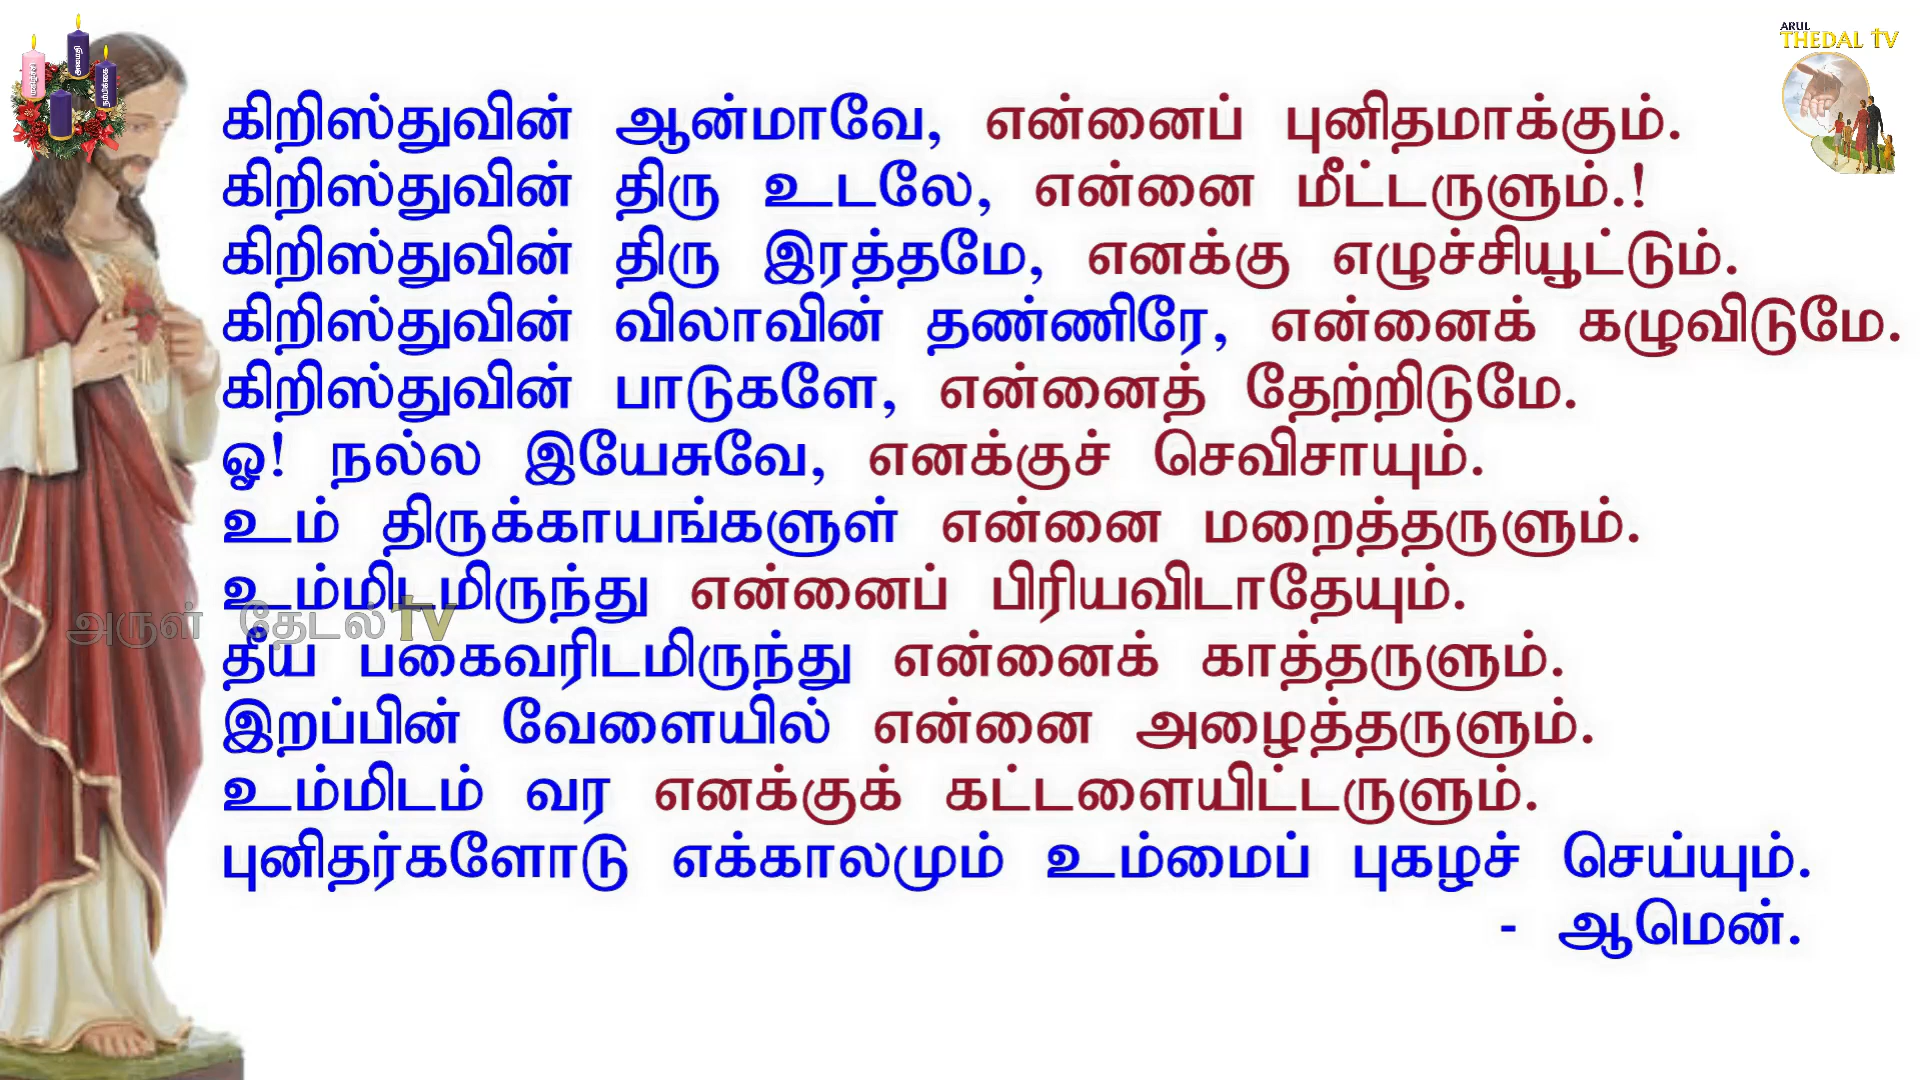 ARUL
THEDAL TV
கிறிஸ்துவின் ஆன்மாவே, என்னைப் புனிதமாக்கும்.
கிறிஸ்துவின் திரு உடலே, என்னை மீட்டருளும்.!
கிறிஸ்துவின் திரு இரத்தமே, எனக்கு எழுச்சியூட்டும்.
கிறிஸ்துவின் விலாவின் தண்ணிரே, என்னைக் கழுவிடுமே.
கிறிஸ்துவின் பாடுகளே, என்னைத் தேற்றிடுமே.
ஓ! நல்ல இயேசுவே, எனக்குச் செவிசாயும்.
உம் திருக்காயங்களுள் என்னை மறைத்தருளும்.
உம்மிடமிருந்து என்னைப் பிரியவிடாதேயும்.
அருள் தேடல் TV
தீய பகைவரிடமிருந்து என்னைக் காத்தருளும்.
இறப்பின் வேளையில் என்னை அழைத்தருளும்.
உம்மிடம் வர எனக்குக் கட்டளையிட்டருளும்.
புனிதர்களோடு எக்காலமும் உம்மைப் புகழச் செய்யும்.
- ஆமென்.